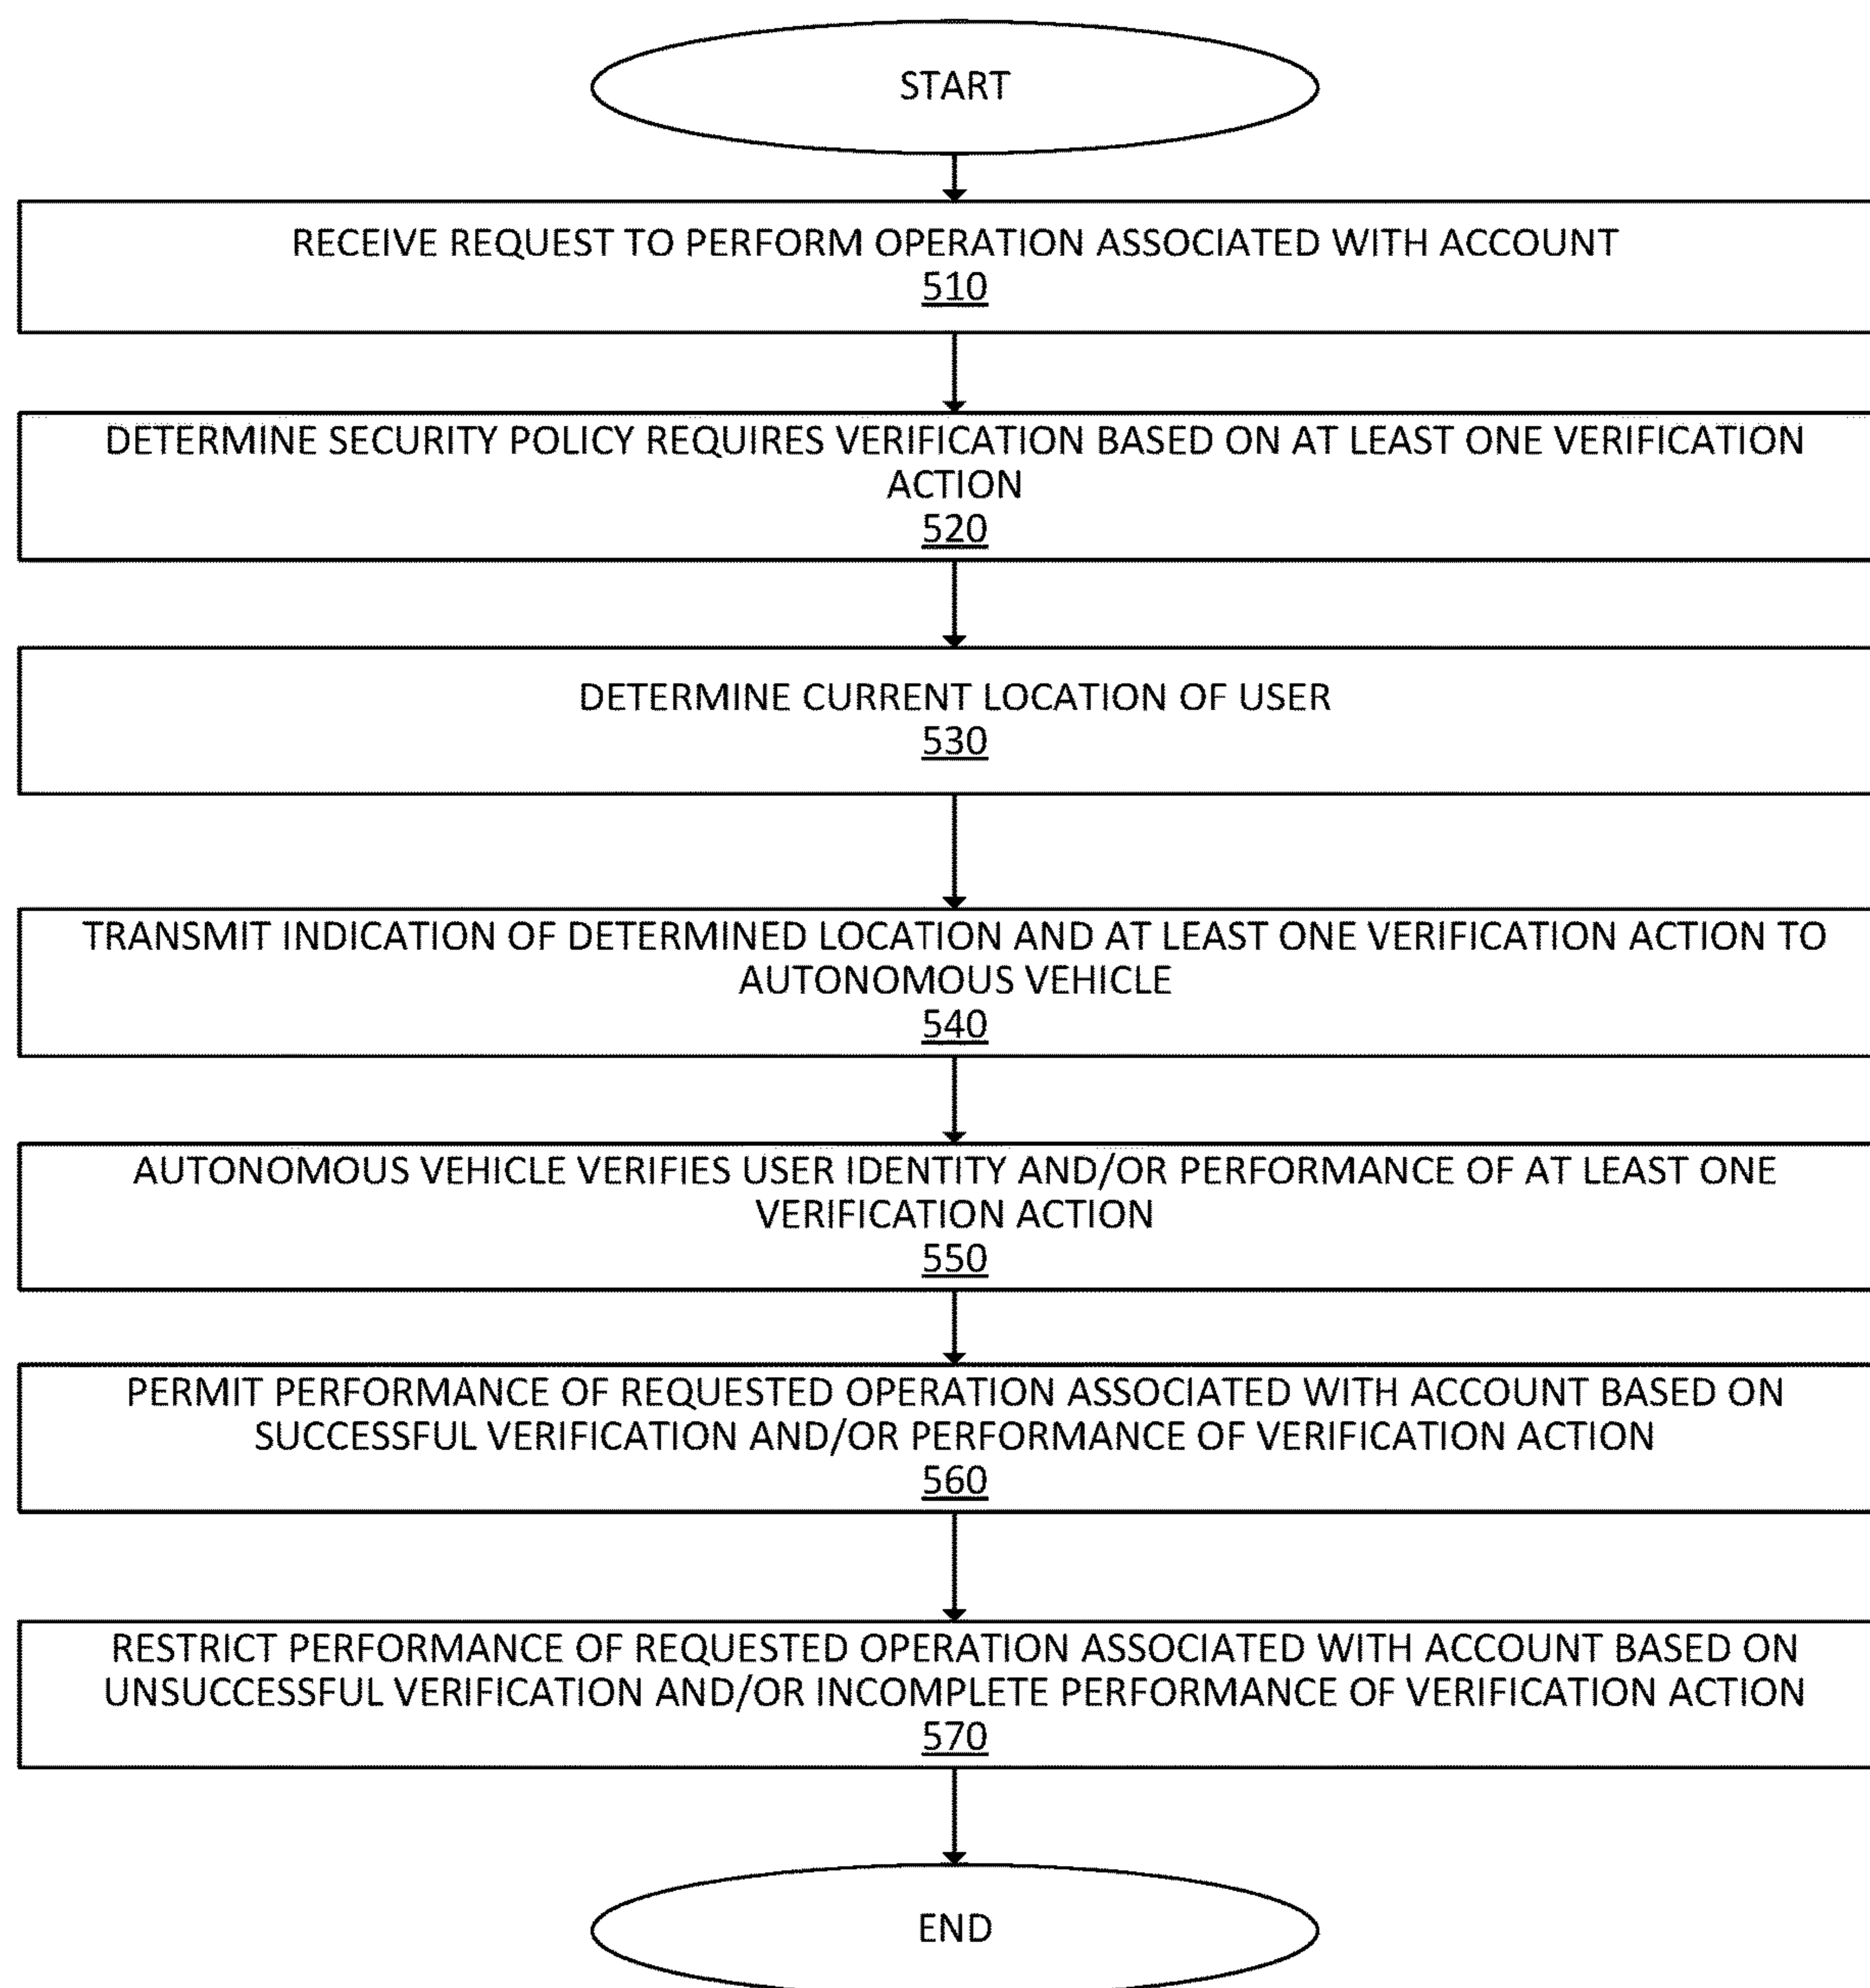 START
RECEIVE REQUEST TO PERFORM OPERATION ASSOCIATED WITH ACCOUNT
510
DETERMINE SECURITY POLICY REQUIRES VERIFICATION BASED ON AT LEAST ONE VERIFICATION
ACTION
520
DETERMINE CURRENT LOCATION OF USER
530
TRANSMIT INDICATION OF DETERMINED LOCATION AND AT LEAST ONE VERIFICATION ACTION TO
AUTONOMOUS VEHICLE
540
AUTONOMOUS VEHICLE VERIFIES USER IDENTITY AND/OR PERFORMANCE OF AT LEAST ONE
VERIFICATION ACTION
550
PERMIT PERFORMANCE OF REQUESTED OPERATION ASSOCIATED WITH ACCOUNT BASED ON
SUCCESSFUL VERIFICATION AND/OR PERFORMANCE OF VERIFICATION ACTION
560
RESTRICT PERFORMANCE OF REQUESTED OPERATION ASSOCIATED WITH ACCOUNT BASED ON
UNSUCCESSFUL VERIFICATION AND/OR INCOMPLETE PERFORMANCE OF VERIFICATION ACTION
570
END